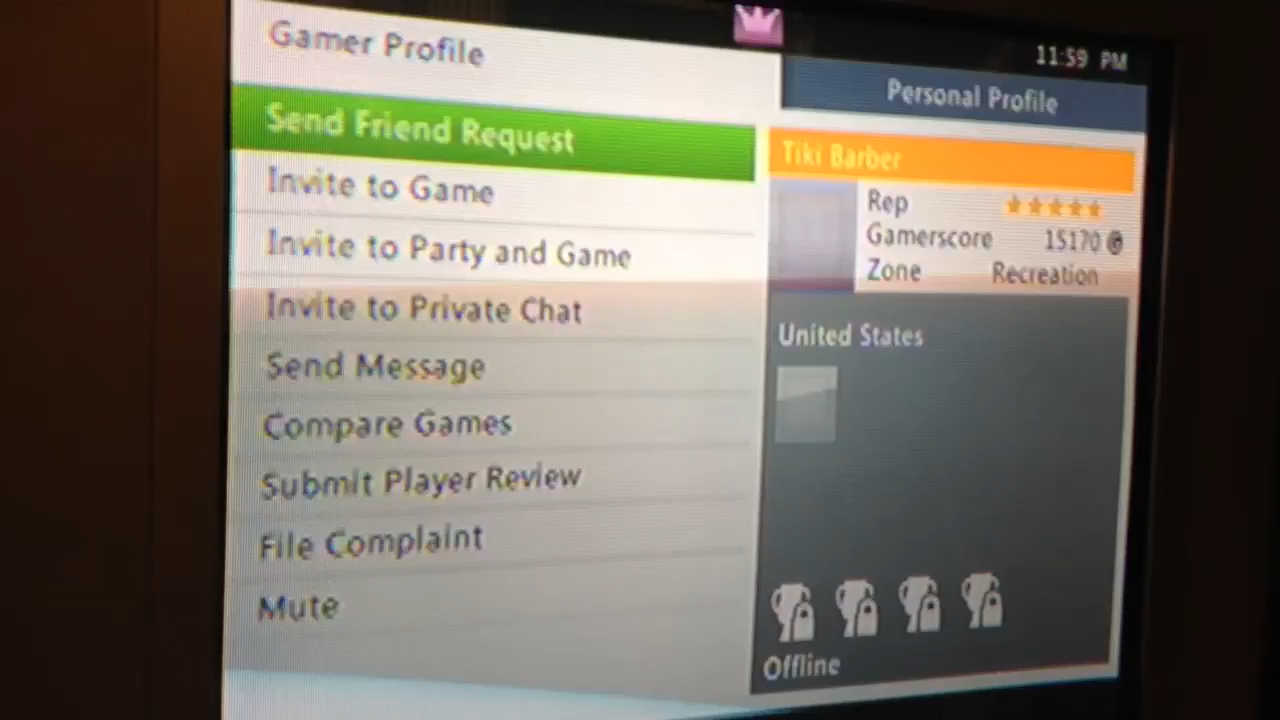 Gamer Profile
11:59 PM
Personal Profile
Send Friend Request
Invite to Game
Invite to Party and Game
Invite to Private Chat
Send Message
Compare Games
Submit Player Review
File Complaint
Mute
Tiki Barber
Rep
Gamerscore 15170 G
Zone Recreation
United States
Offline